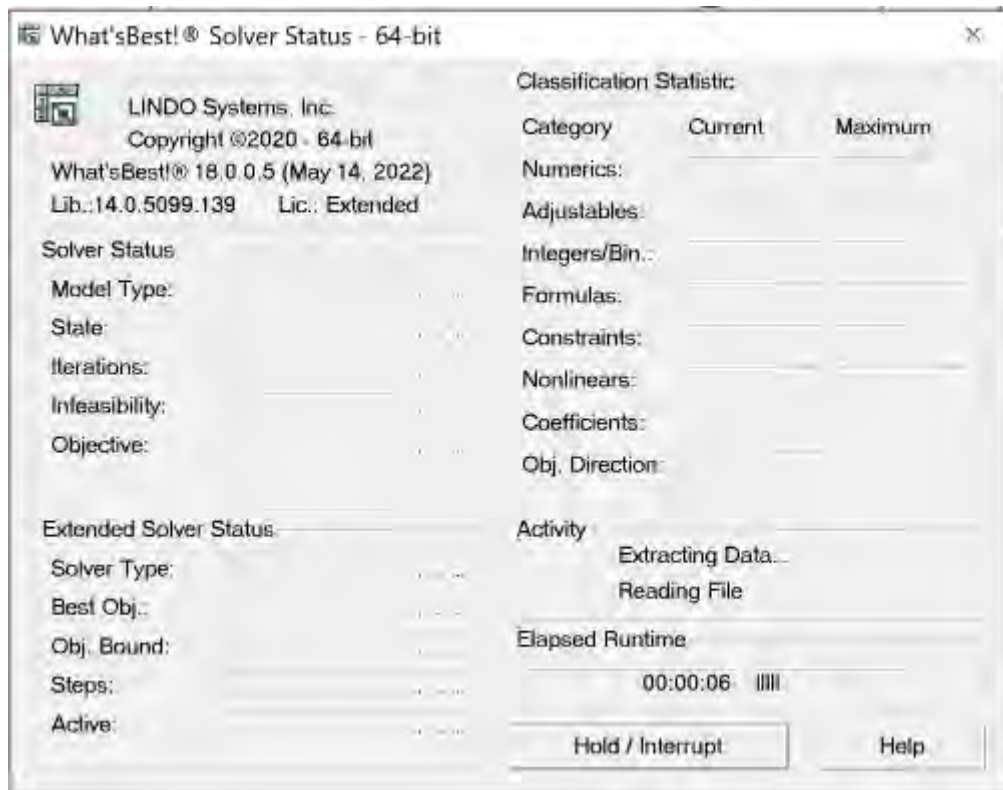 What'sBest!® Solver Status - 64-bit
LINDO Systems, Inc.
Copyright ©2020 - 64-bit
What'sBest!® 18.0.0.5 (May 14, 2022)
Lib.:14.0.5099.139 Lic.: Extended
Solver Status
Model Type:
State:
Iterations:
Infeasibility:
Objective:
Extended Solver Status
Solver Type:
Best Obj.:
Obj. Bound:
Steps:
Active:
Classification Statistic
Category Current Maximum
Numerics:
Adjustables:
Integers/Bin.:
Formulas:
Constraints:
Nonlinears:
Coefficients:
Obj. Direction:
Activity
Extracting Data...
Reading File
Elapsed Runtime
00:00:06
Hold / Interrupt
Help